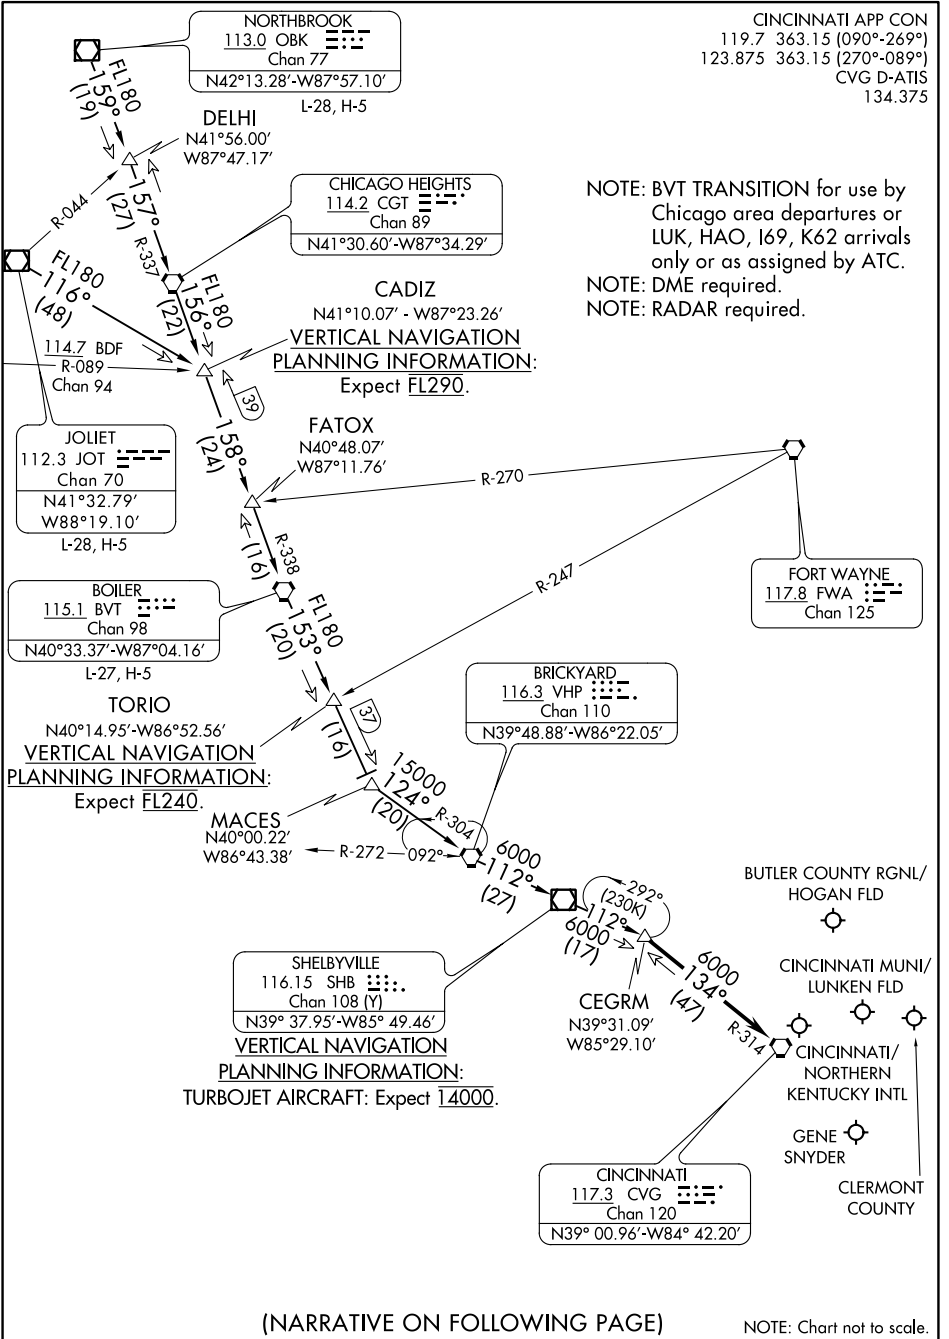 NORTHBROOK
113.0 OBK
Chan 77
N42°13.28’-W87°57.10’
L-28, H-5
CINCINNATI APP CON
119.7 363.15 (090°-269°)
123.875 363.15 (270°-089°)
CVG D-ATIS
134.375
FL180
159°
(19)
DELHI
N41°56.00’
W87°47.17’
NOTE: BVT TRANSITION for use by
Chicago area departures or
LUK, HAO, I69, K62 arrivals
only or as assigned by ATC.
NOTE: DME required.
NOTE: RADAR required.
CHICAGO HEIGHTS
114.2 CGT
Chan 89
N41°30.60’-W87°34.29’
R-044
157°
(27)
R-337
FL180
116°
(48)
FL180
156°
(22)
CADIZ
N41°10.07’ - W87°23.26’
VERTICAL NAVIGATION
PLANNING INFORMATION:
Expect FL290.
114.7 BDF
R-089
Chan 94
39
158°
(24)
JOLIET
112.3 JOT
Chan 70
N41°32.79’
W88°19.10’
L-28, H-5
FATOX
N40°48.07’
W87°11.76’
R-270
R-247
R-338
(16)
FORT WAYNE
117.8 FWA
Chan 125
BOILER
115.1 BVT
Chan 98
N40°33.37’-W87°04.16’
L-27, H-5
FL180
153°
(20)
BRICKYARD
116.3 VHP
Chan 110
N39°48.88’-W86°22.05’
TORIO
N40°14.95’-W86°52.56’
VERTICAL NAVIGATION
PLANNING INFORMATION:
Expect FL240.
37
(16)
MACES
N40°00.22’
W86°43.38’
15000
124°
(20)
R-304
R-272
092°
6000
112°
(27)
292°
(230K)
112°
6000
(17)
BUTLER COUNTY RGNL/
HOGAN FLD
SHELBYVILLE
116.15 SHB
Chan 108 (Y)
N39° 37.95’-W85° 49.46’
VERTICAL NAVIGATION
PLANNING INFORMATION:
TURBOJET AIRCRAFT: Expect 14000.
CEGRM
N39°31.09’
W85°29.10’
6000
134°
(47)
R-314
CINCINNATI MUNI/
LUNKEN FLD
CINCINNATI/
NORTHERN
KENTUCKY INTL
GENE
SNYDER
CLERMONT
COUNTY
CINCINNATI
117.3 CVG
Chan 120
N39° 00.96’-W84° 42.20’
(NARRATIVE ON FOLLOWING PAGE)
NOTE: Chart not to scale.